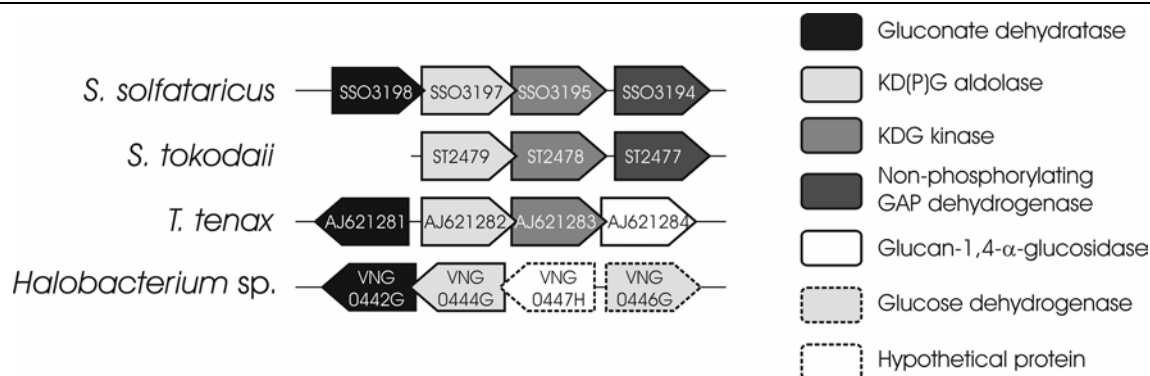 S. solfataricus
SSO3198 SSO3197 SSO3195 SSO3194
S. tokodaii
ST2479 ST2478 ST2477
T. tenax
AJ621281 AJ621282 AJ621283 AJ621284
Halobacterium sp.
VNG 0442G
VNG 0444G
VNG 0447H
VNG 0446G
Gluconate dehydratase
KD(P)G aldolase
KDG kinase
Non-phosphorylating
GAP dehydrogenase
Glucan-1,4-α-glucosidase
Glucose dehydrogenase
Hypothetical protein